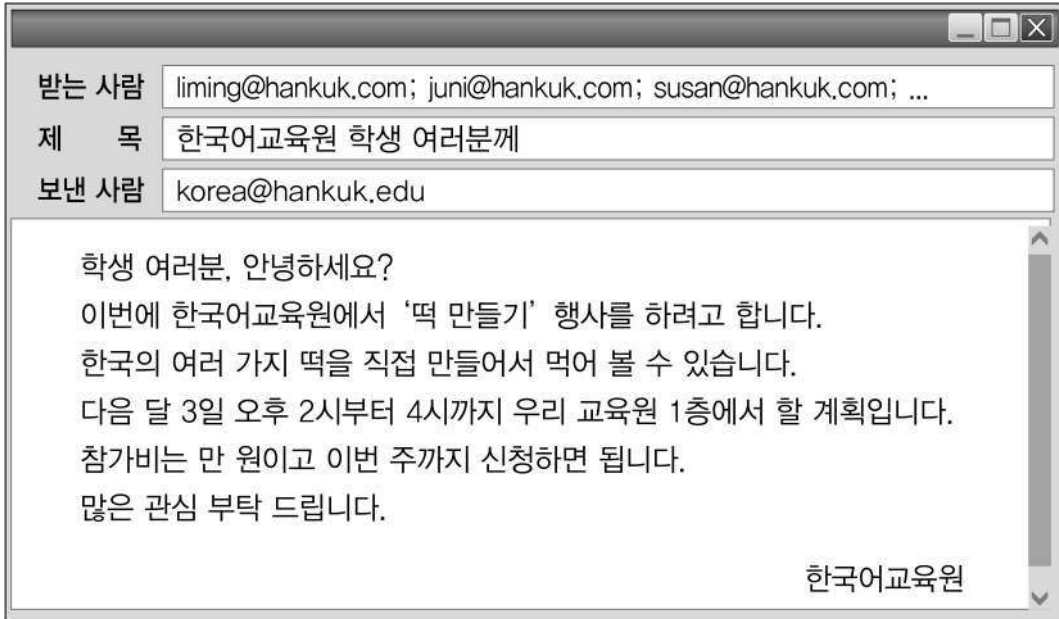 받는 사람 liming@hankuk.com; juni@hankuk.com; susan@hankuk.com; ...
제 목 한국어교육원 학생 여러분께
보낸 사람 korea@hankuk.edu
학생 여러분, 안녕하세요?
이번에 한국어교육원에서 ‘떡 만들기’ 행사를 하려고 합니다.
한국의 여러 가지 떡을 직접 만들어서 먹어 볼 수 있습니다.
다음 달 3일 오후 2시부터 4시까지 우리 교육원 1층에서 할 계획입니다.
참가비는 만 원이고 이번 주까지 신청하면 됩니다.
많은 관심 부탁 드립니다.
한국어교육원